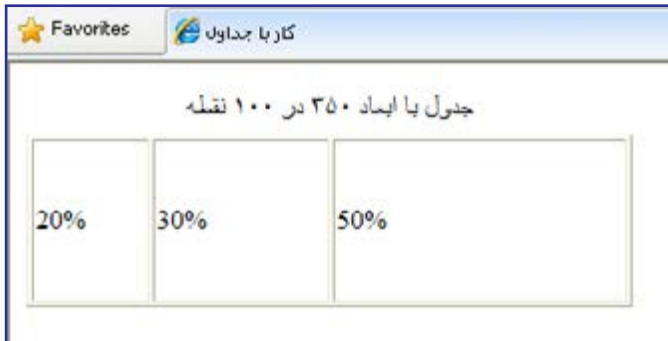 Favorites
کار با جداول
جدول با ابعاد ۳۵۰ در ۱۰۰ نقطه
20% 30% 50%